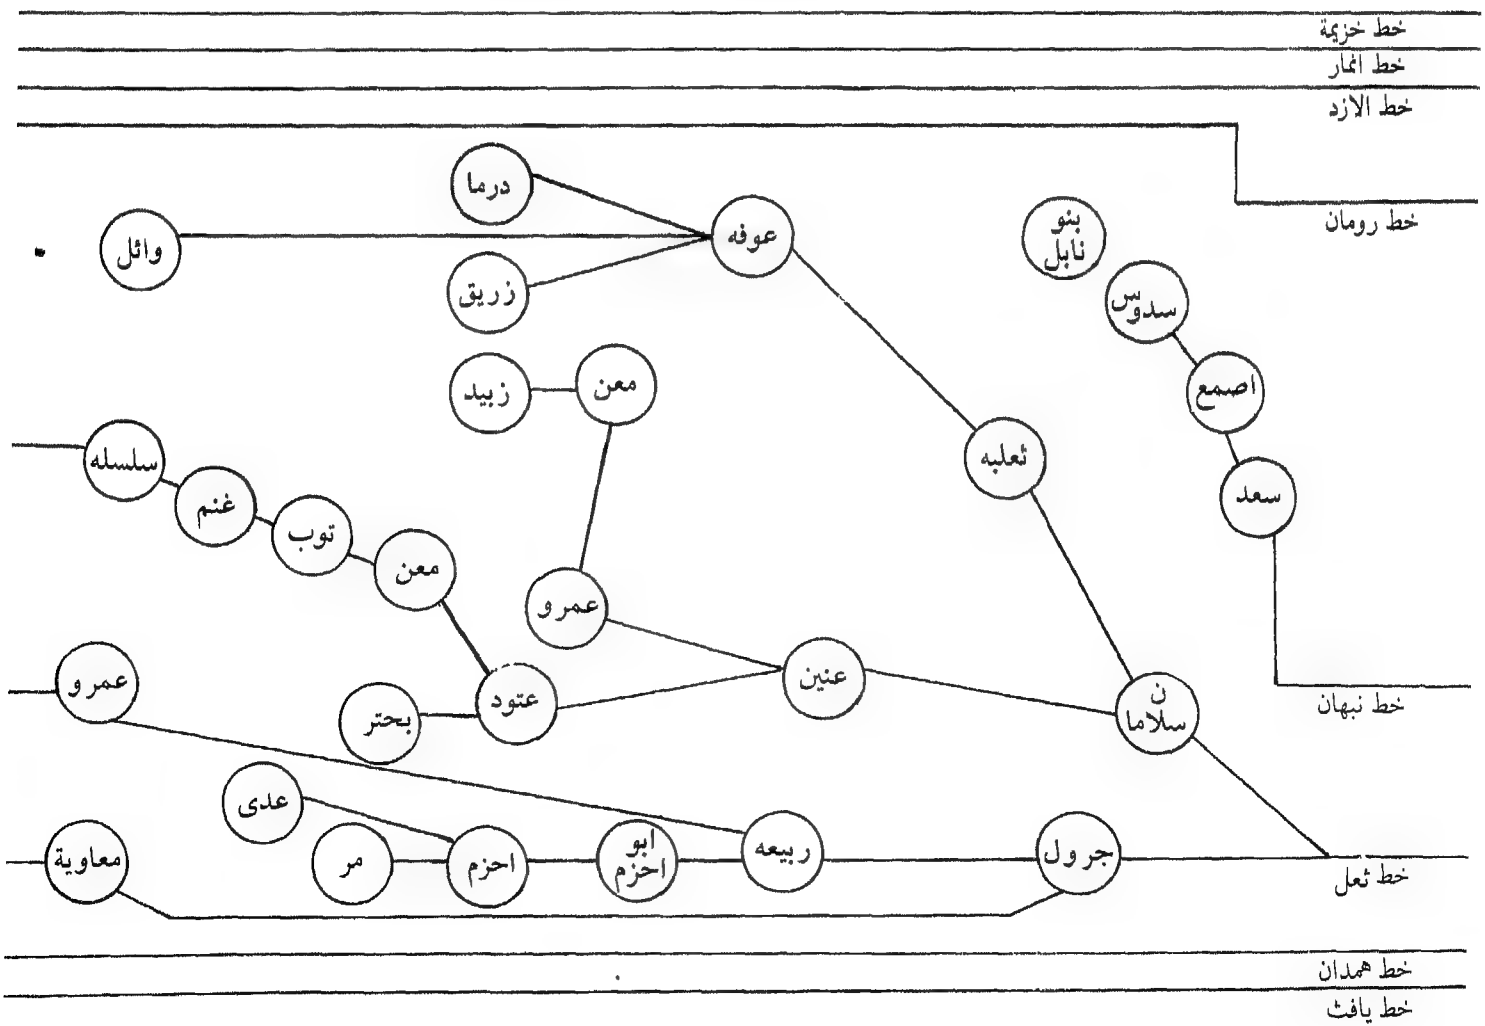 خط خزيمة
خط انمار
خط الازد
خط رومان
درما
عوفه
وائل
زريق
بنو
نابل
سدوس
اصمع
سعد
معن
زبيد
ثعلبه
سلسله
غنم
توب
معن
عمرو
عنين
عتود
بحتر
ن
سلاما
خط نبهان
عمرو
عدى
جرول
ربيعه
ابو
احزم
احزم
مر
معاوية
خط ثعل
خط همدان
خط يافث